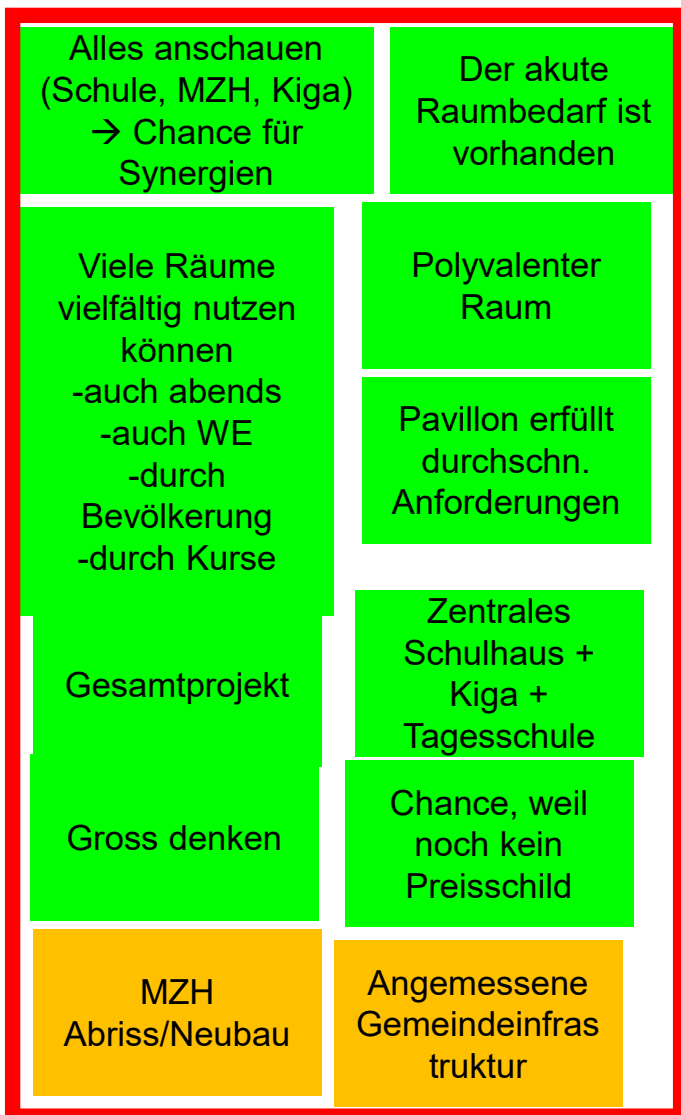 Alles anschauen
(Schule, MZH, Kiga)
→ Chance für
Synergien
Der akute
Raumbedarf ist
vorhanden
Viele Räume
vielfältig nutzen
können
-auch abends
-auch WE
-durch
Bevölkerung
-durch Kurse
Polyvalenter
Raum
Pavillon erfüllt
durchschn.
Anforderungen
Gesamtprojekt
Zentrales
Schulhaus +
Kiga +
Tagesschule
Gross denken
Chance, weil
noch kein
Preisschild
MZH
Abriss/Neubau
Angemessene
Gemeindeinfras
truktur